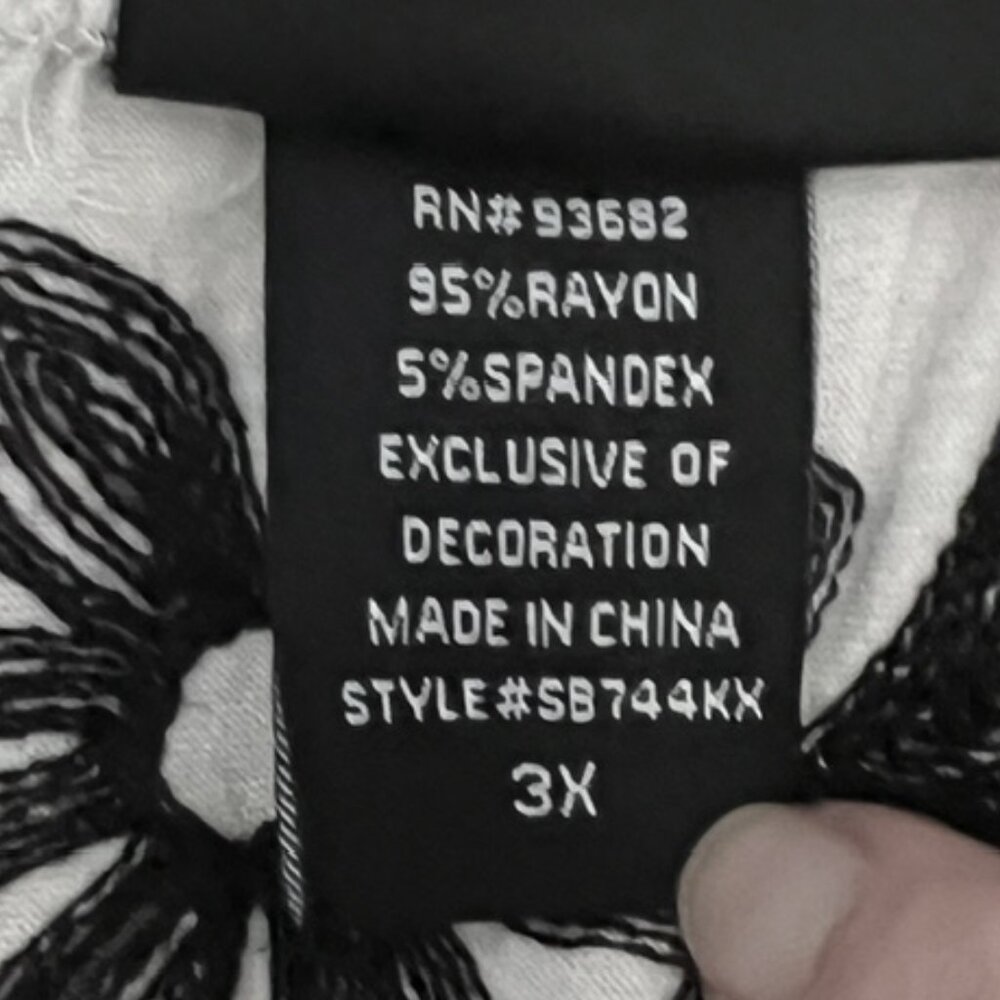 RN# 93682
95%RAYON
5%SPANDEX
EXCLUSIVE OF
DECORATION
MADE IN CHINA
STYLE#SB744KX
3X